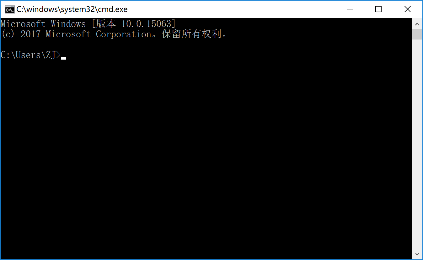 C:\windows\system32\cmd.exe
Microsoft Windows [版本 10.0.15063]
(c) 2017 Microsoft Corporation。保留所有权利。
C:\Users\ZJ>